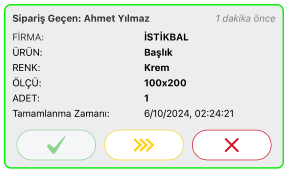 Sipariş Geçen: Ahmet Yılmaz 1 dakika önce
FİRMA: İSTİKBAL
ÜRÜN: Başlık
RENK: Krem
ÖLÇÜ: 100x200
ADET: 1
Tamamlanma Zamanı: 6/10/2024, 02:24:21